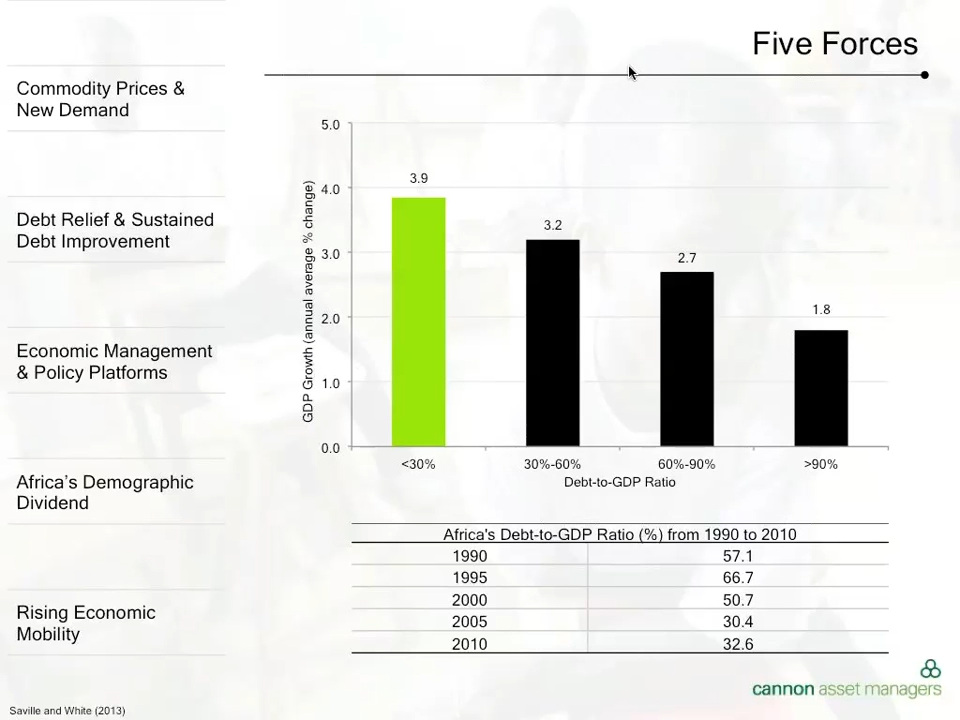 Five Forces
Commodity Prices &
New Demand
Debt Relief & Sustained
Debt Improvement
Economic Management
& Policy Platforms
Africa's Demographic
Dividend
Rising Economic
Mobility
GDP Growth (annual average % change)
5.0
4.0
3.0
2.0
1.0
0.0
3.9
3.2
2.7
1.8
<30% 30%-60% 60%-90% >90%
Debt-to-GDP Ratio
Africa's Debt-to-GDP Ratio (%) from 1990 to 2010
1990 57.1
1995 66.7
2000 50.7
2005 30.4
2010 32.6
cannon asset managers
Saville and White (2013)